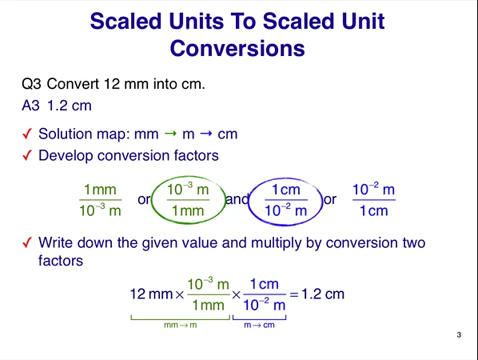 Scaled Units To Scaled Unit
Conversions
Q3 Convert 12 mm into cm.
A3 1.2 cm
✓ Solution map: mm → m → cm
✓ Develop conversion factors
1mm/10⁻³ m or 10⁻³ m/1mm and 1cm/10⁻² m or 10⁻² m/1cm
✓ Write down the given value and multiply by conversion two
factors
12 mm × 10⁻³ m/1mm × 1cm/10⁻² m = 1.2 cm
mm → m m → cm
3